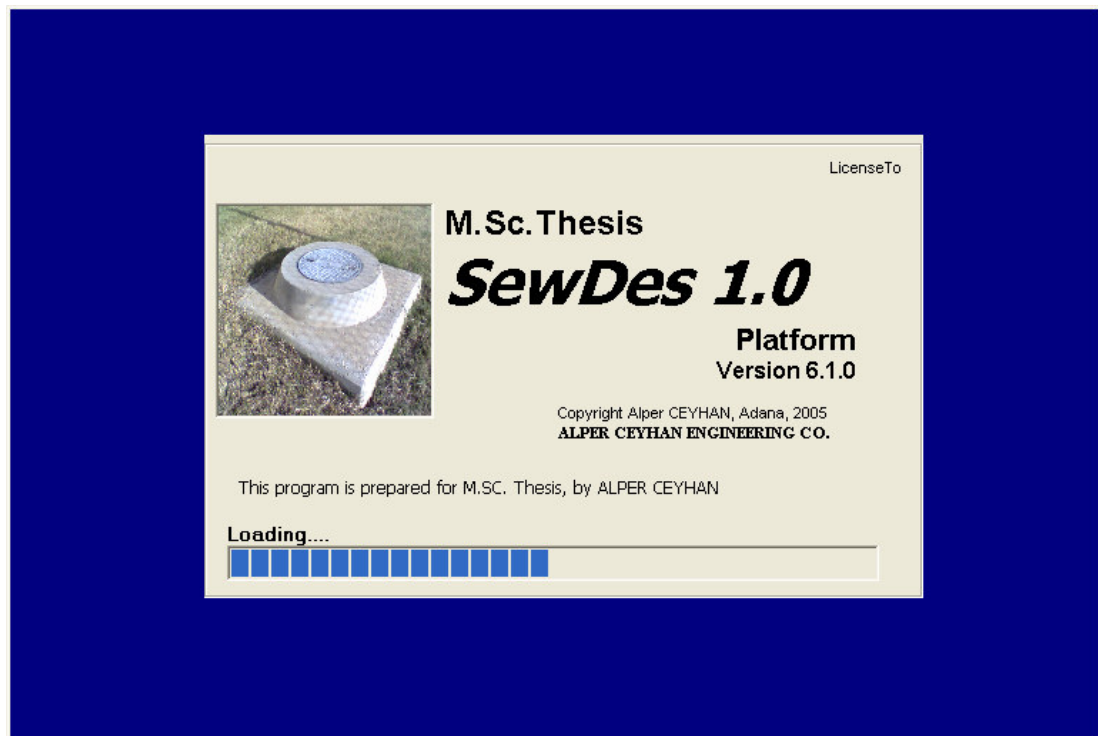 LicenseTo
M.Sc.Thesis
SewDes 1.0
Platform
Version 6.1.0
Copyright Alper CEYHAN, Adana, 2005
ALPER CEYHAN ENGINEERING CO.
This program is prepared for M.SC. Thesis, by ALPER CEYHAN
Loading....